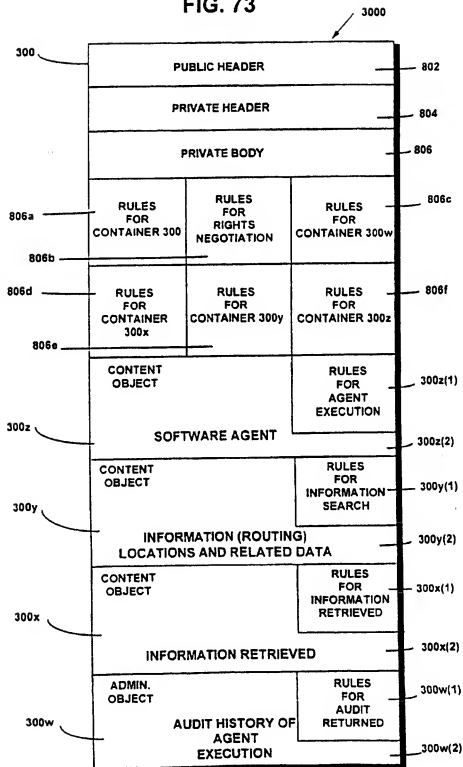 FIG. 73
3000
300
PUBLIC HEADER
802
PRIVATE HEADER
804
PRIVATE BODY
806
806a
RULES
FOR
CONTAINER 300
RULES
FOR
RIGHTS
NEGOTIATION
806b
RULES
FOR
CONTAINER 300w
806c
806d
RULES
FOR
CONTAINER
300x
RULES
FOR
CONTAINER 300y
806e
RULES
FOR
CONTAINER 300z
806f
CONTENT
OBJECT
RULES
FOR
AGENT
EXECUTION
300z(1)
300z
SOFTWARE AGENT
300z(2)
CONTENT
OBJECT
RULES
FOR
INFORMATION
SEARCH
300y(1)
300y
INFORMATION (ROUTING)
LOCATIONS AND RELATED DATA
300y(2)
CONTENT
OBJECT
RULES
FOR
INFORMATION
RETRIEVED
300x(1)
300x
INFORMATION RETRIEVED
300x(2)
ADMIN.
OBJECT
RULES
FOR
AUDIT
RETURNED
300w(1)
300w
AUDIT HISTORY OF
AGENT
EXECUTION
300w(2)